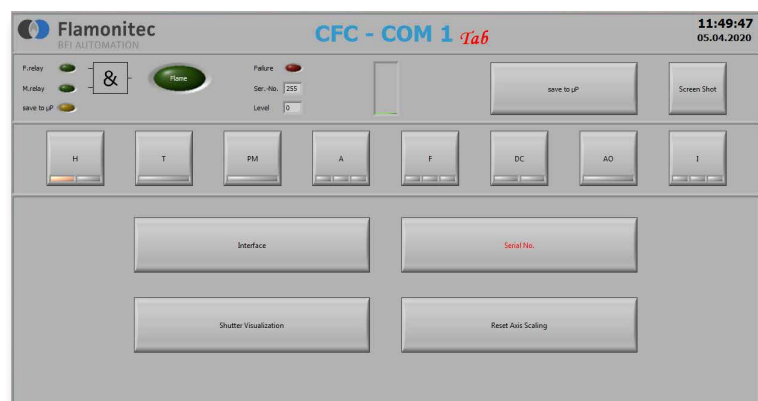 Flamonitec
BFI AUTOMATION
CFC - COM 1 Tab
11:49:47
05.04.2020
F.relay
M.relay
save to µP
&
Flame
Failure
Ser.-No. 255
Level 0
save to µP
Screen Shot
H T PM A F DC AO I
Interface
Serial No.
Shutter Visualization
Reset Axis Scaling